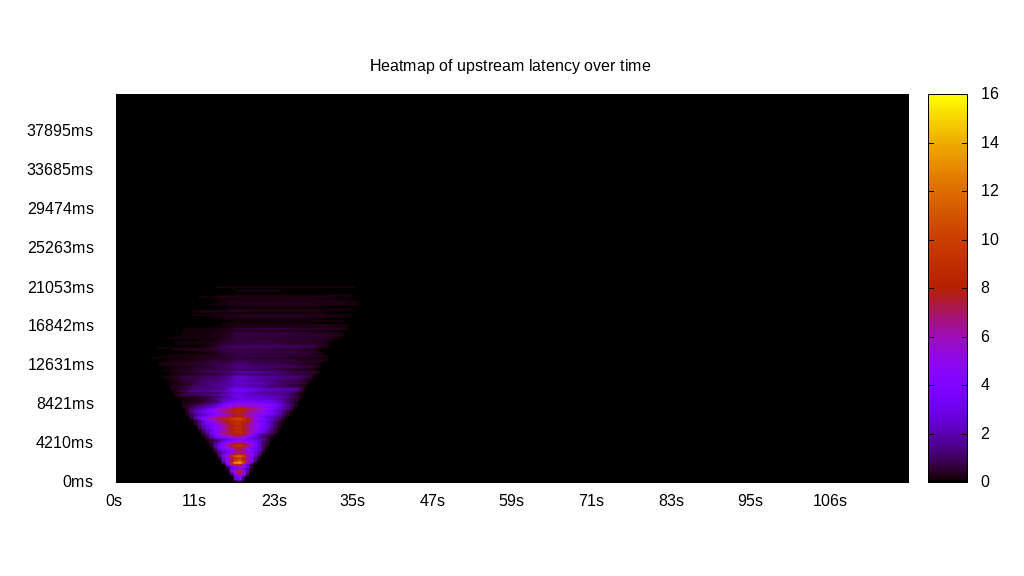 Heatmap of upstream latency over time
37895ms
33685ms
29474ms
25263ms
21053ms
16842ms
12631ms
8421ms
4210ms
0ms
0s 11s 23s 35s 47s 59s 71s 83s 95s 106s
16
14
12
10
8
6
4
2
0